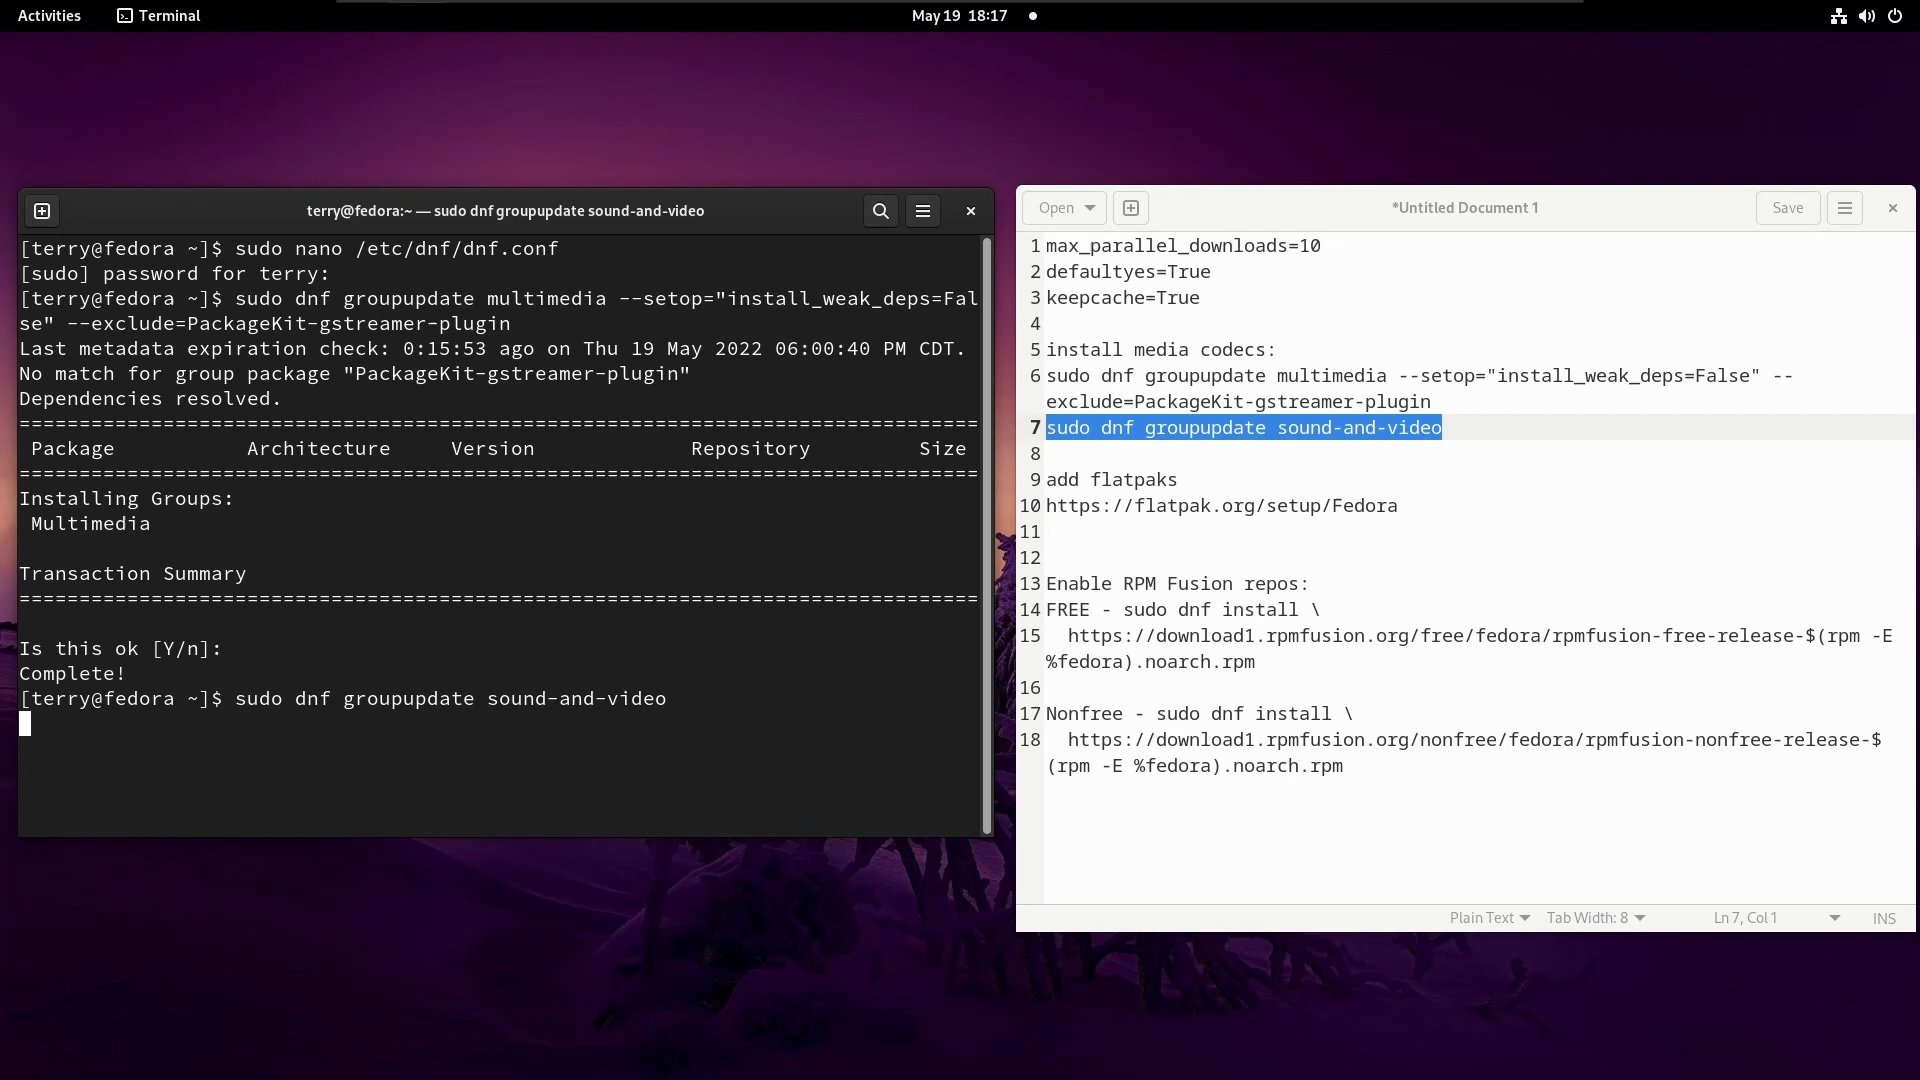 Activities
Terminal
May 19 18:17
terry@fedora:~ — sudo dnf groupupdate sound-and-video
[terry@fedora ~]$ sudo nano /etc/dnf/dnf.conf
[sudo] password for terry:
[terry@fedora ~]$ sudo dnf groupupdate multimedia --setop="install_weak_deps=Fal
se" --exclude=PackageKit-gstreamer-plugin
Last metadata expiration check: 0:15:53 ago on Thu 19 May 2022 06:00:40 PM CDT.
No match for group package "PackageKit-gstreamer-plugin"
Dependencies resolved.
================================================================================
Package Architecture Version Repository Size
================================================================================
Installing Groups:
Multimedia
Transaction Summary
================================================================================
Is this ok [Y/n]:
Complete!
[terry@fedora ~]$ sudo dnf groupupdate sound-and-video
Open
*Untitled Document 1
Save
1 max_parallel_downloads=10
2 defaultyes=True
3 keepcache=True
4
5 install media codecs:
6 sudo dnf groupupdate multimedia --setop="install_weak_deps=False" --
exclude=PackageKit-gstreamer-plugin
7 sudo dnf groupupdate sound-and-video
8
9 add flatpaks
10 https://flatpak.org/setup/Fedora
11
12
13 Enable RPM Fusion repos:
14 FREE - sudo dnf install \
15 https://download1.rpmfusion.org/free/fedora/rpmfusion-free-release-$(rpm -E
%fedora).noarch.rpm
16
17 Nonfree - sudo dnf install \
18 https://download1.rpmfusion.org/nonfree/fedora/rpmfusion-nonfree-release-$
(rpm -E %fedora).noarch.rpm
Plain Text
Tab Width: 8
Ln 7, Col 1
INS